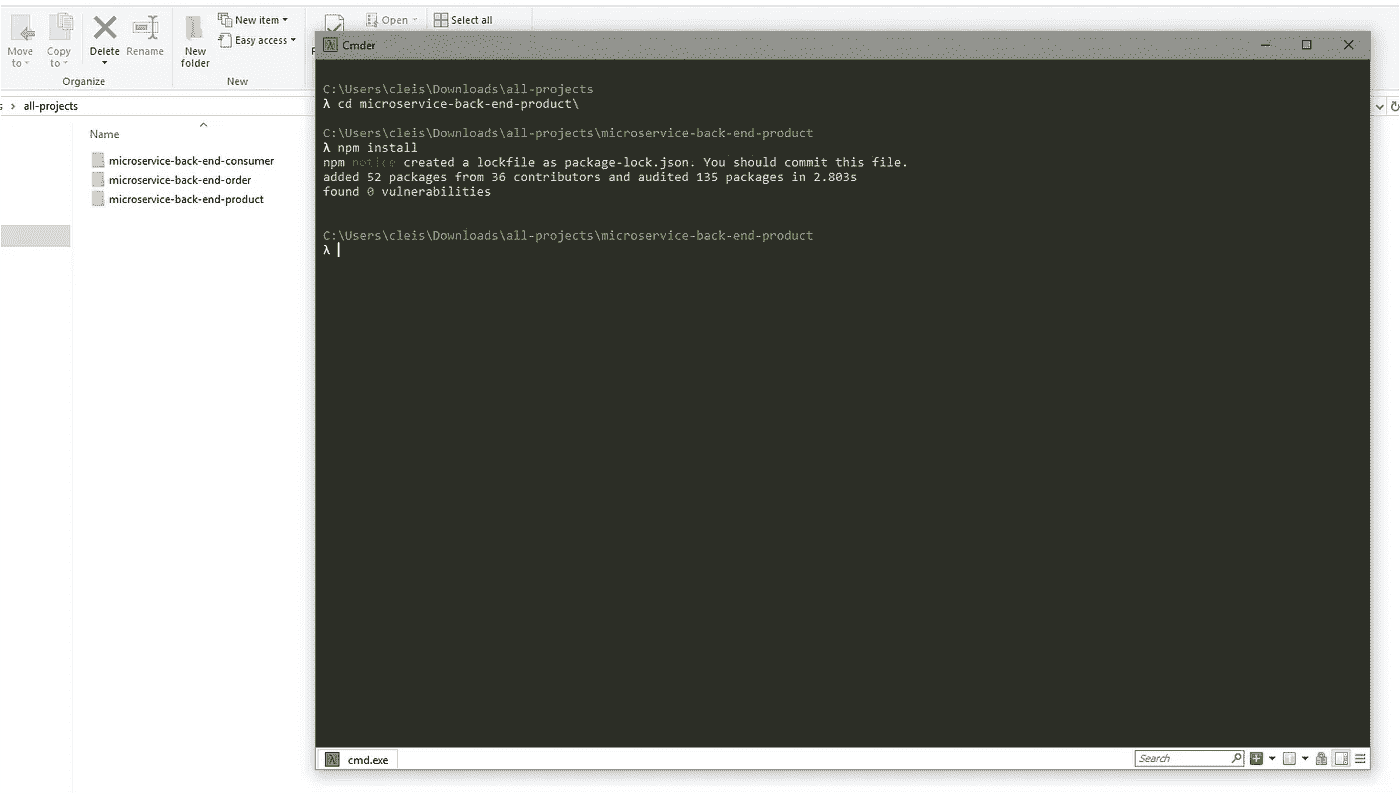 New item
Easy access
Move to
Copy to
Delete
Rename
New folder
Open
Select all
Organize
New
all-projects
Name
microservice-back-end-consumer
microservice-back-end-order
microservice-back-end-product
Cmder
C:\Users\cleis\Downloads\all-projects
λ cd microservice-back-end-product\
C:\Users\cleis\Downloads\all-projects\microservice-back-end-product
λ npm install
npm notice created a lockfile as package-lock.json. You should commit this file.
added 52 packages from 36 contributors and audited 135 packages in 2.803s
found 0 vulnerabilities
C:\Users\cleis\Downloads\all-projects\microservice-back-end-product
λ
cmd.exe
Search